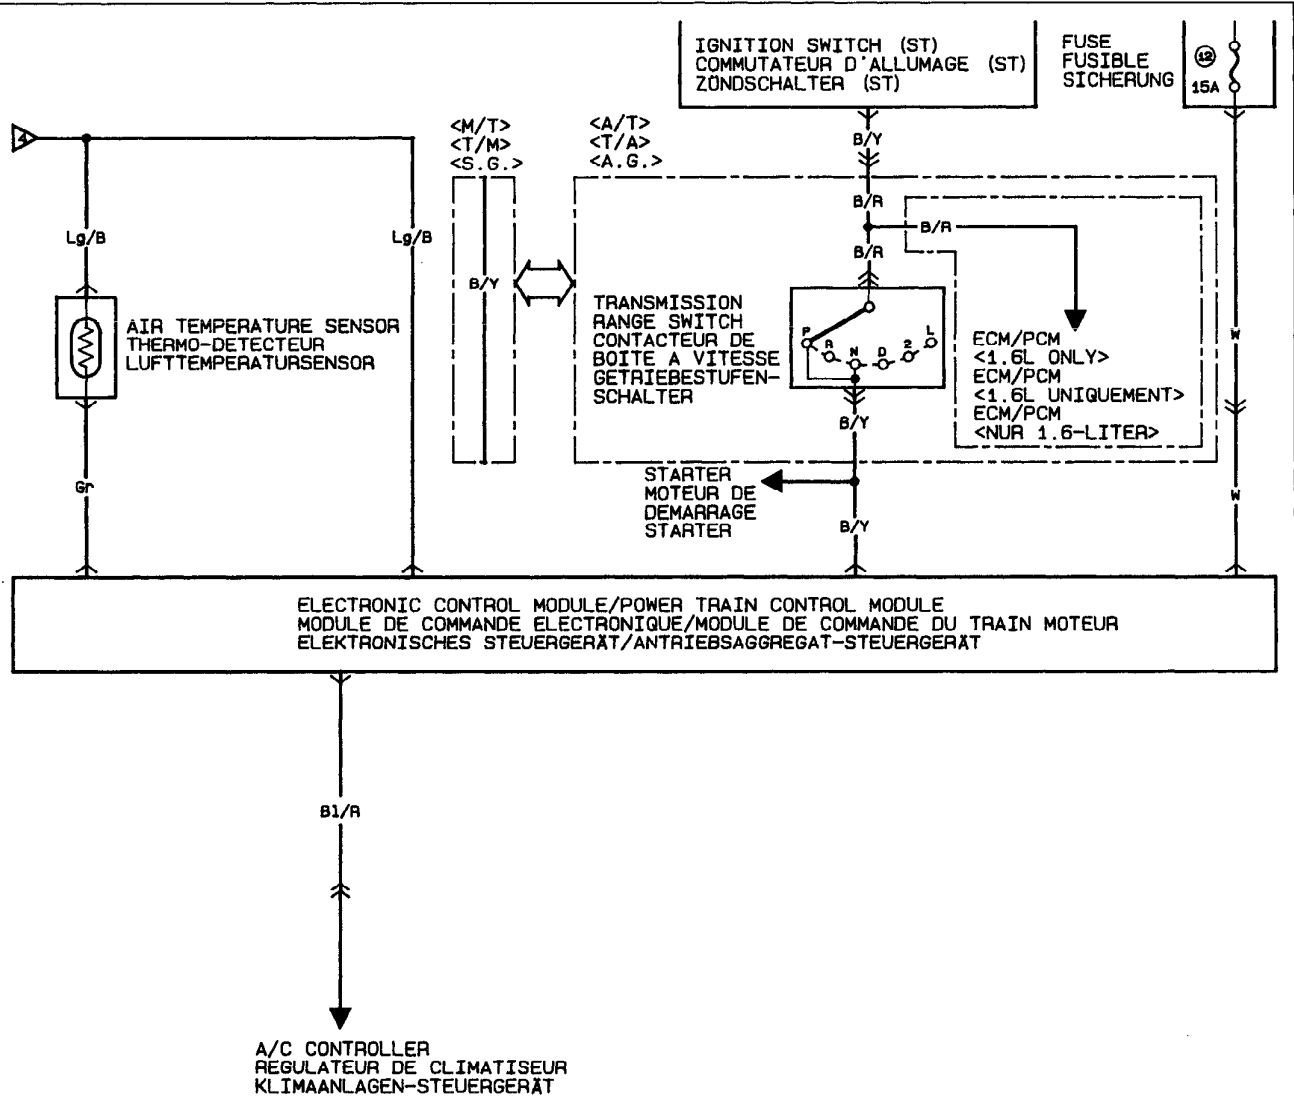 IGNITION SWITCH (ST)
COMMUTATEUR D'ALLUMAGE (ST)
ZÜNDSCHALTER (ST)
FUSE
FUSIBLE
SICHERUNG
12
15A
4
<M/T>
<T/M>
<S.G.>
<A/T>
<T/A>
<A.G.>
B/Y
B/R
B/R
B/R
Lg/B
Lg/B
B/Y
AIR TEMPERATURE SENSOR
THERMO-DETECTEUR
LUFTTEMPERATURSENSOR
TRANSMISSION
RANGE SWITCH
CONTACTEUR DE
BOITE A VITESSE
GETRIEBESTUFEN-
SCHALTER
P
R
N
D
2
L
ECM/PCM
<1.6L ONLY>
ECM/PCM
<1.6L UNIQUEMENT>
ECM/PCM
<NUR 1.6-LITER>
W
B/Y
Gr
STARTER
MOTEUR DE
DEMARRAGE
STARTER
B/Y
W
ELECTRONIC CONTROL MODULE/POWER TRAIN CONTROL MODULE
MODULE DE COMMANDE ELECTRONIQUE/MODULE DE COMMANDE DU TRAIN MOTEUR
ELEKTRONISCHES STEUERGERÄT/ANTRIEBSAGGREGAT-STEUERGERÄT
Bl/R
A/C CONTROLLER
REGULATEUR DE CLIMATISEUR
KLIMAANLAGEN-STEUERGERÄT